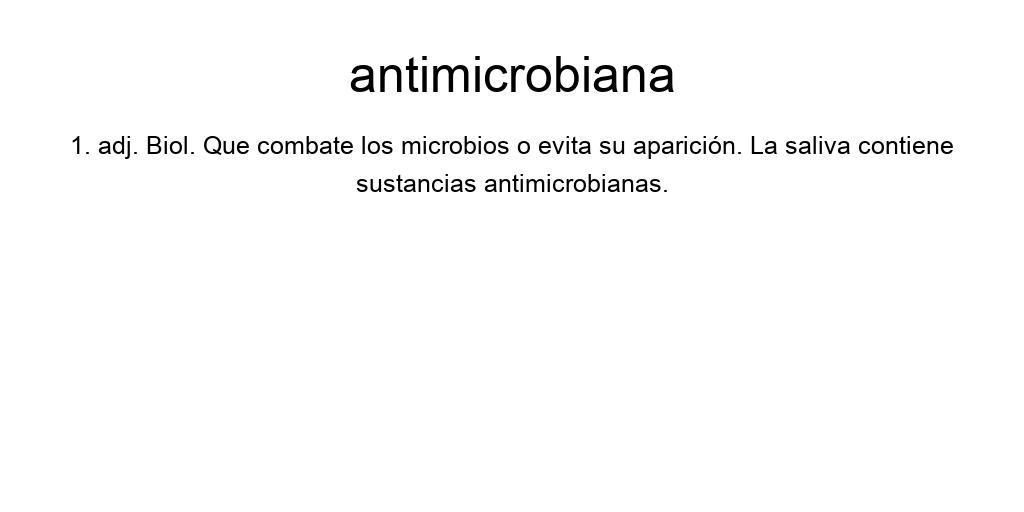 antimicrobiana
1. adj. Biol. Que combate los microbios o evita su aparición. La saliva contiene
sustancias antimicrobianas.